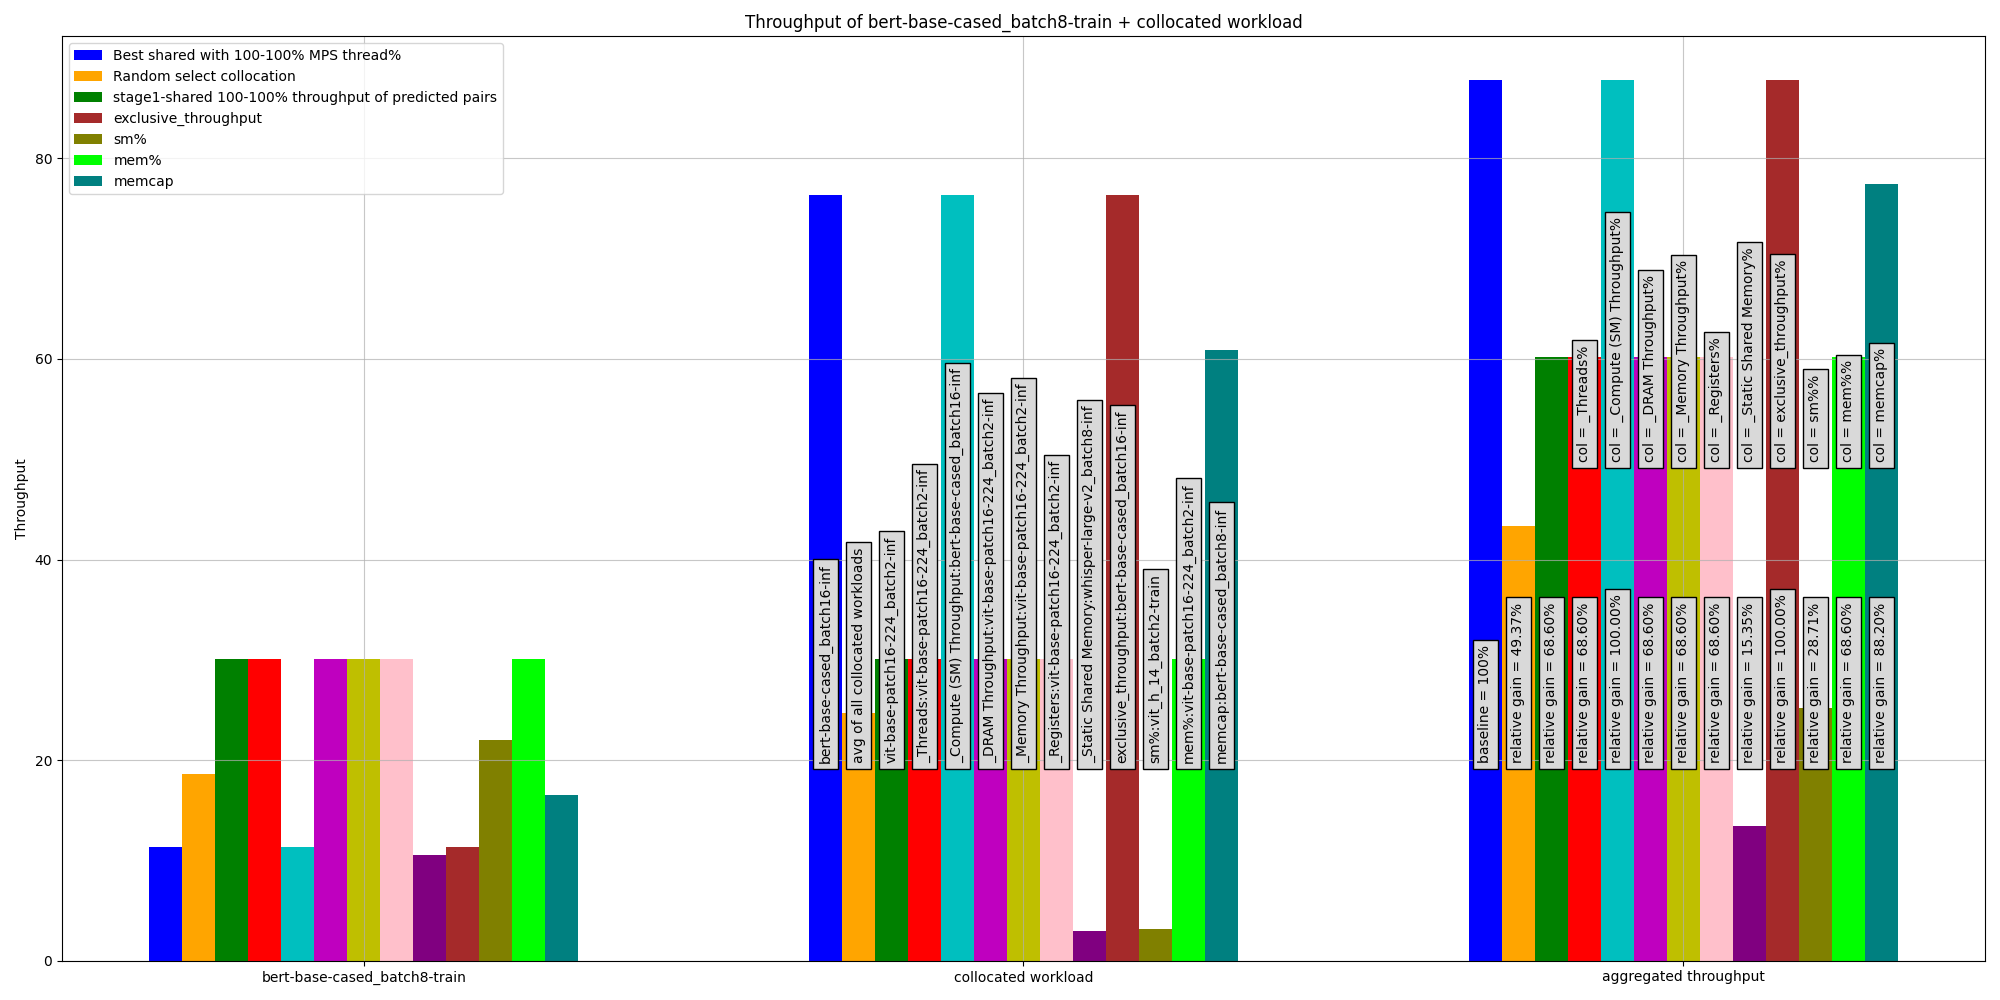 Throughput of bert-base-cased_batch8-train + collocated workload
Best shared with 100-100% MPS thread%
Random select collocation
stage1-shared 100-100% throughput of predicted pairs
exclusive_throughput
sm%
mem%
memcap
Throughput
80
60
40
20
0
bert-base-cased_batch16-inf
avg of all collocated workloads
vit-base-patch16-224_batch2-inf
_Threads:vit-base-patch16-224_batch2-inf
_Compute (SM) Throughput:bert-base-cased_batch16-inf
_DRAM Throughput:vit-base-patch16-224_batch2-inf
_Memory Throughput:vit-base-patch16-224_batch2-inf
_Registers:vit-base-patch16-224_batch2-inf
_Static Shared Memory:whisper-large-v2_batch8-inf
exclusive_throughput:bert-base-cased_batch16-inf
sm%:vit_h_14_batch2-train
mem%:vit-base-patch16-224_batch2-inf
memcap:bert-base-cased_batch8-inf
col = _Threads%
col = _Compute (SM) Throughput%
col = _DRAM Throughput%
col = _Memory Throughput%
col = _Registers%
col = _Static Shared Memory%
col = exclusive_throughput%
col = sm%%
col = mem%%
col = memcap%
baseline = 100%
relative gain = 49.37%
relative gain = 68.60%
relative gain = 68.60%
relative gain = 100.00%
relative gain = 68.60%
relative gain = 68.60%
relative gain = 68.60%
relative gain = 15.35%
relative gain = 100.00%
relative gain = 28.71%
relative gain = 68.60%
relative gain = 88.20%
bert-base-cased_batch8-train
collocated workload
aggregated throughput